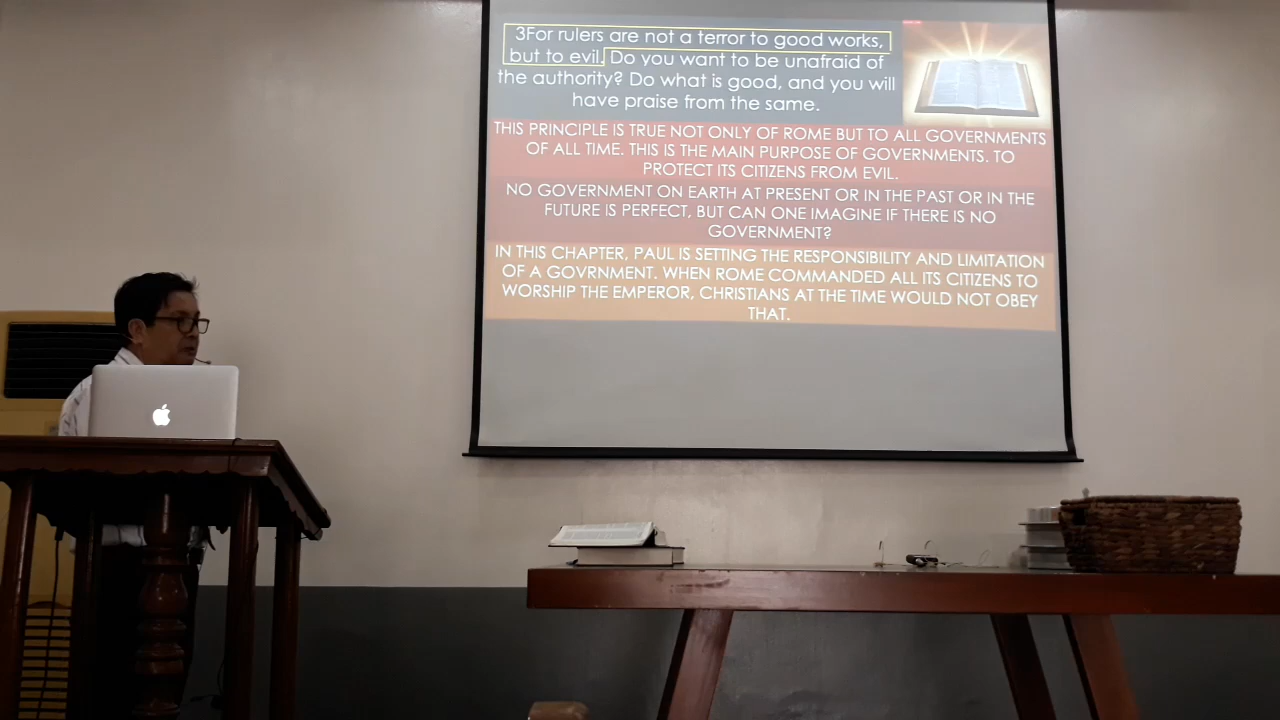 3For rulers are not a terror to good works,
but to evil. Do you want to be unafraid of
the authority? Do what is good, and you will
have praise from the same.
THIS PRINCIPLE IS TRUE NOT ONLY OF ROME BUT TO ALL GOVERNMENTS
OF ALL TIME. THIS IS THE MAIN PURPOSE OF GOVERNMENTS. TO
PROTECT ITS CITIZENS FROM EVIL.
NO GOVERNMENT ON EARTH AT PRESENT OR IN THE PAST OR IN THE
FUTURE IS PERFECT, BUT CAN ONE IMAGINE IF THERE IS NO
GOVERNMENT?
IN THIS CHAPTER, PAUL IS SETTING THE RESPONSIBILITY AND LIMITATION
OF A GOVRNMENT. WHEN ROME COMMANDED ALL ITS CITIZENS TO
WORSHIP THE EMPEROR, CHRISTIANS AT THE TIME WOULD NOT OBEY
THAT.